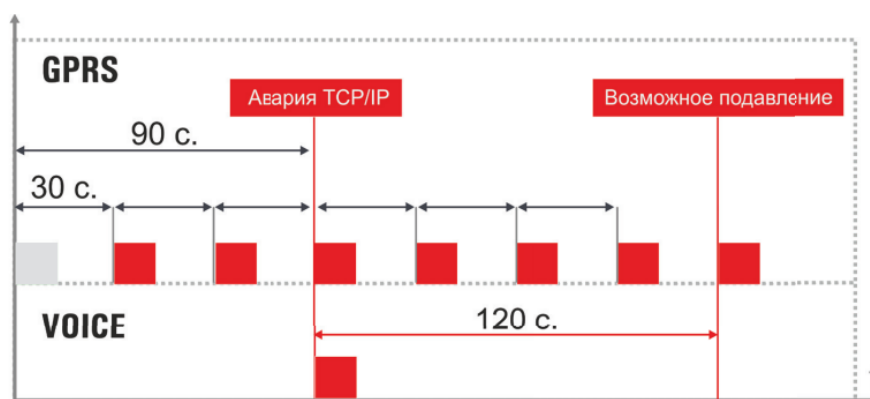 GPRS
Авария TCP/IP
Возможное подавление
90 с.
30 с.
VOICE
120 с.